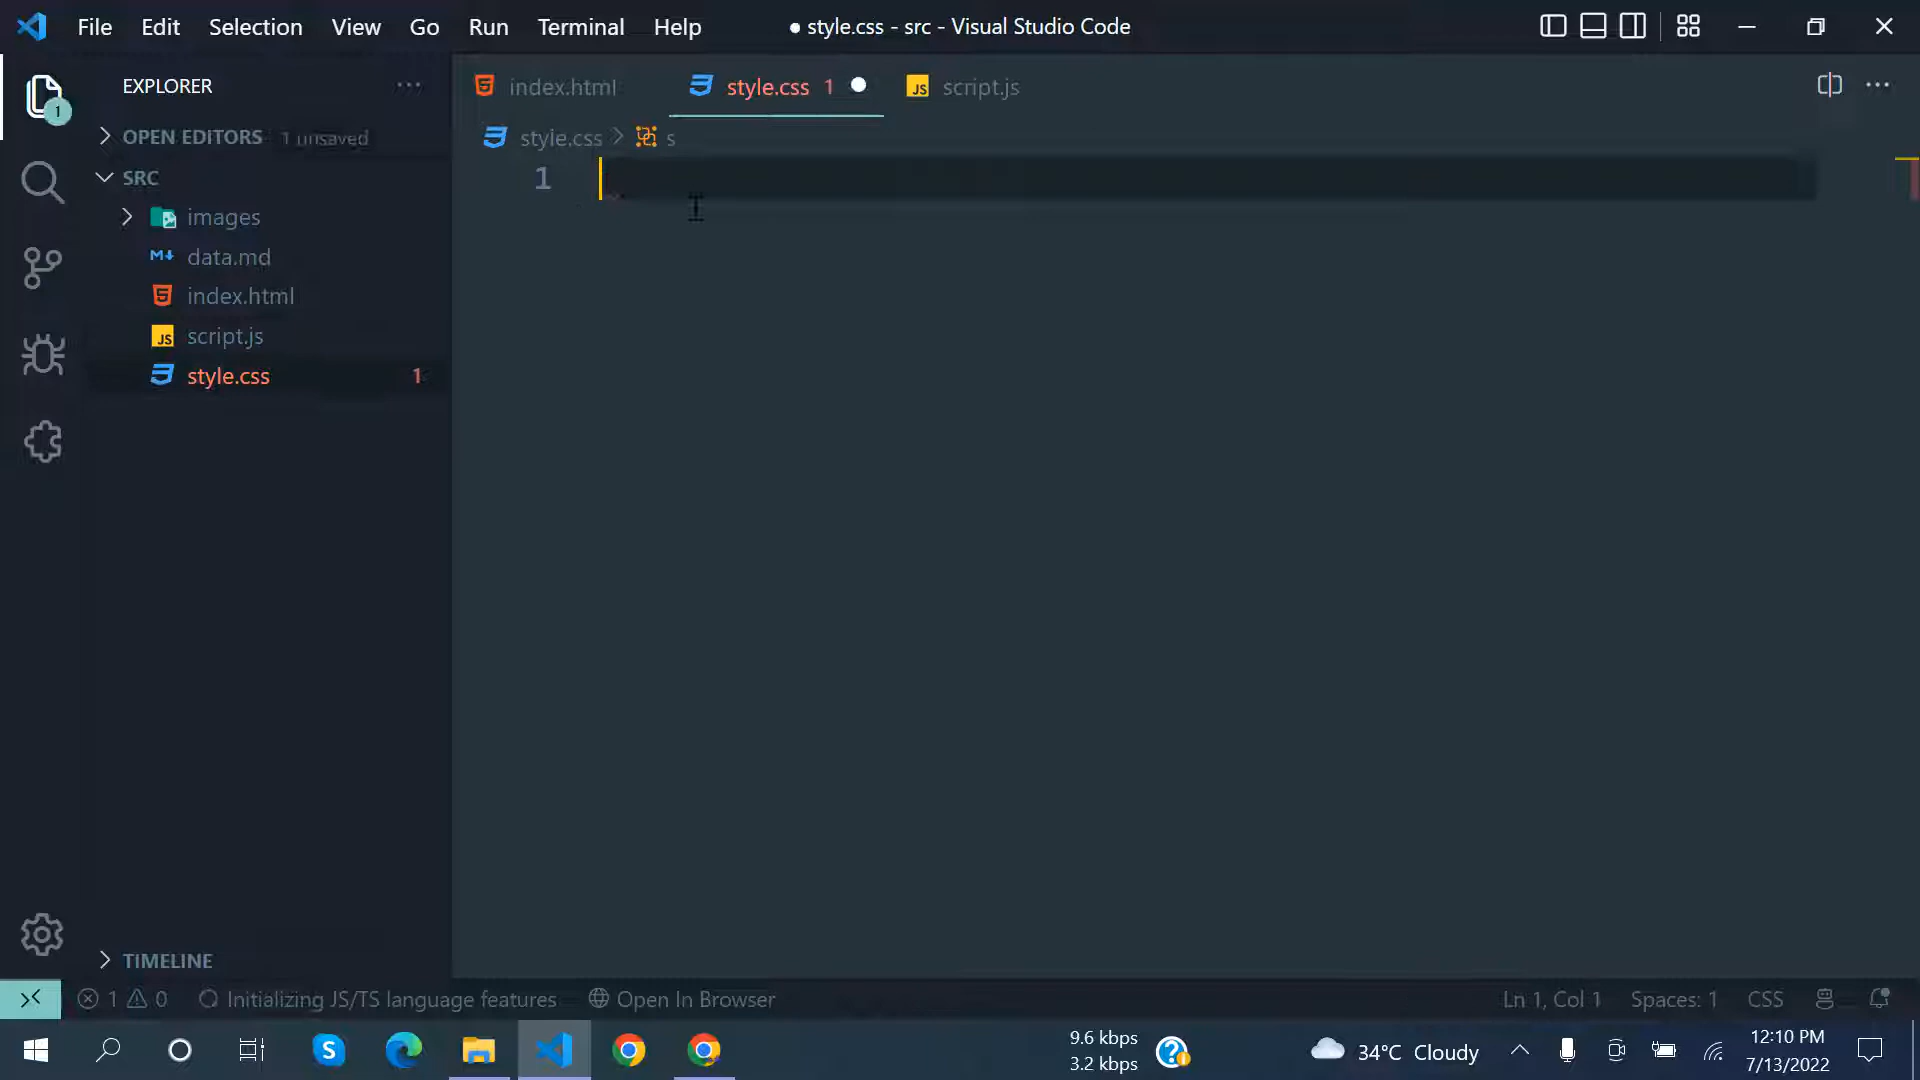 File Edit Selection View Go Run Terminal Help
● style.css - src - Visual Studio Code
EXPLORER
OPEN EDITORS 1 unsaved
SRC
images
data.md
index.html
script.js
style.css 1
TIMELINE
index.html
style.css 1
script.js
style.css > s
1
1 0 Initializing JS/TS language features Open In Browser
Ln 1, Col 1 Spaces: 1 CSS
9.6 kbps
3.2 kbps
34°C Cloudy
12:10 PM
7/13/2022